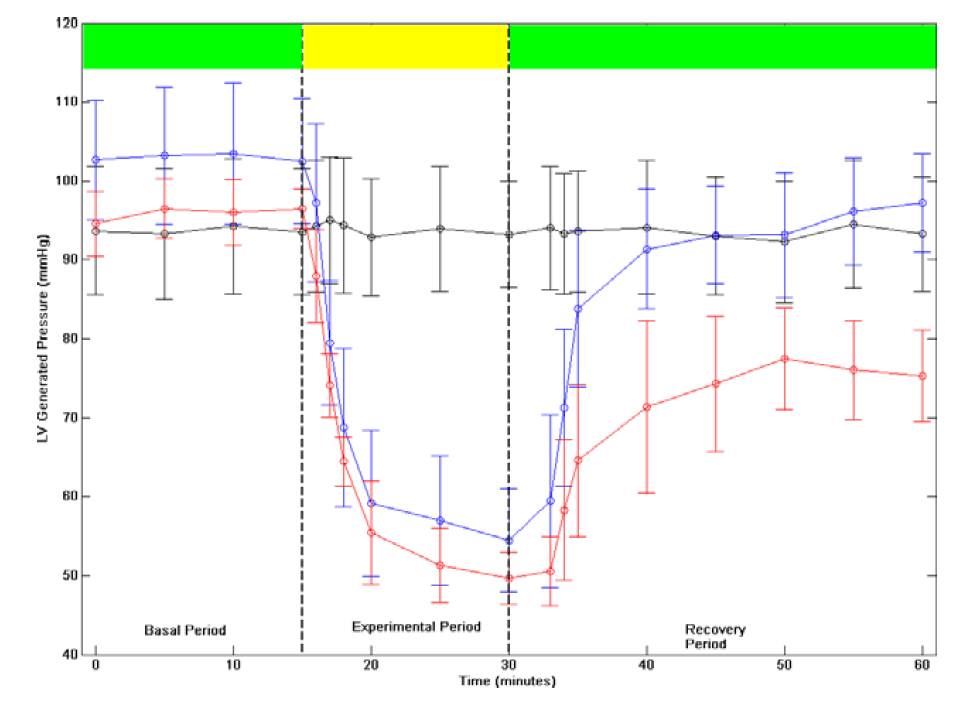 120
110
100
90
80
70
60
50
40
LV Generated Pressure (mmHg)
Basal Period
Experimental Period
Recovery
Period
0
10
20
30
40
50
60
Time (minutes)